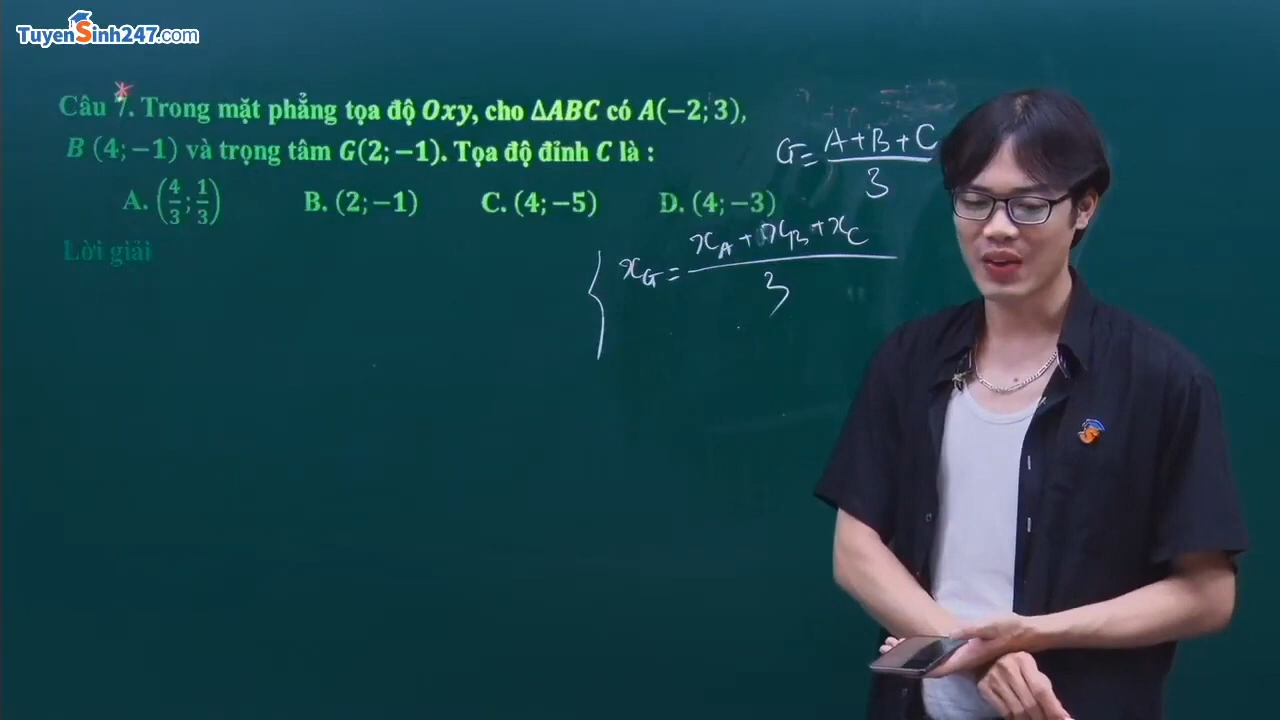 TuyenSinh247.com
Câu 7. Trong mặt phẳng tọa độ Oxy, cho ΔABC có A(−2; 3),
B (4; −1) và trọng tâm G(2; −1). Tọa độ đỉnh C là :
A. (4/3; 1/3) B. (2; −1) C. (4; −5) D. (4; −3)
Lời giải
G = (A + B + C)/3
{ x_G = (x_A + x_B + x_C)/3